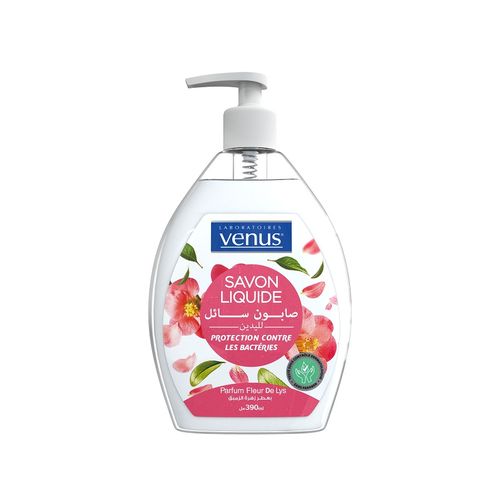 LABORATOIRES
venus®
SAVON
LIQUIDE
صابون سائل
لليدين
PROTECTION CONTRE
LES BACTÉRIES
Parfum Fleur De Lys
بعطر زهرة الزنبق
390ml مل